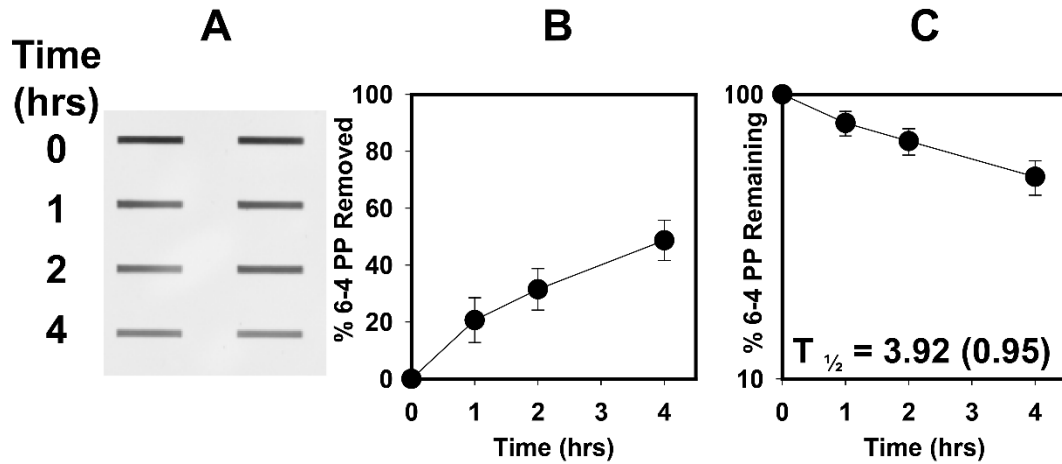 A
Time
(hrs)
0
1
2
4
B
% 6-4 PP Removed
100
80
60
40
20
0
0 1 2 3 4
Time (hrs)
C
% 6-4 PP Remaining
100
10
T ½ = 3.92 (0.95)
0 1 2 3 4
Time (hrs)